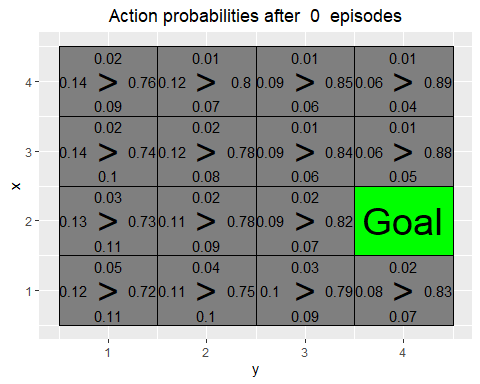 Action probabilities after 0 episodes
0.02 0.01 0.01 0.01
4 0.14 > 0.76 0.12 > 0.8 0.09 > 0.85 0.06 > 0.89
0.09 0.07 0.06 0.04
0.02 0.02 0.01 0.01
3 0.14 > 0.74 0.12 > 0.78 0.09 > 0.84 0.06 > 0.88
0.1 0.08 0.06 0.05
x
0.03 0.02 0.02
2 0.13 > 0.73 0.11 > 0.78 0.09 > 0.82 Goal
0.11 0.09 0.07
0.05 0.04 0.03 0.02
1 0.12 > 0.72 0.11 > 0.75 0.1 > 0.79 0.08 > 0.83
0.11 0.1 0.09 0.07
1 2 3 4
y